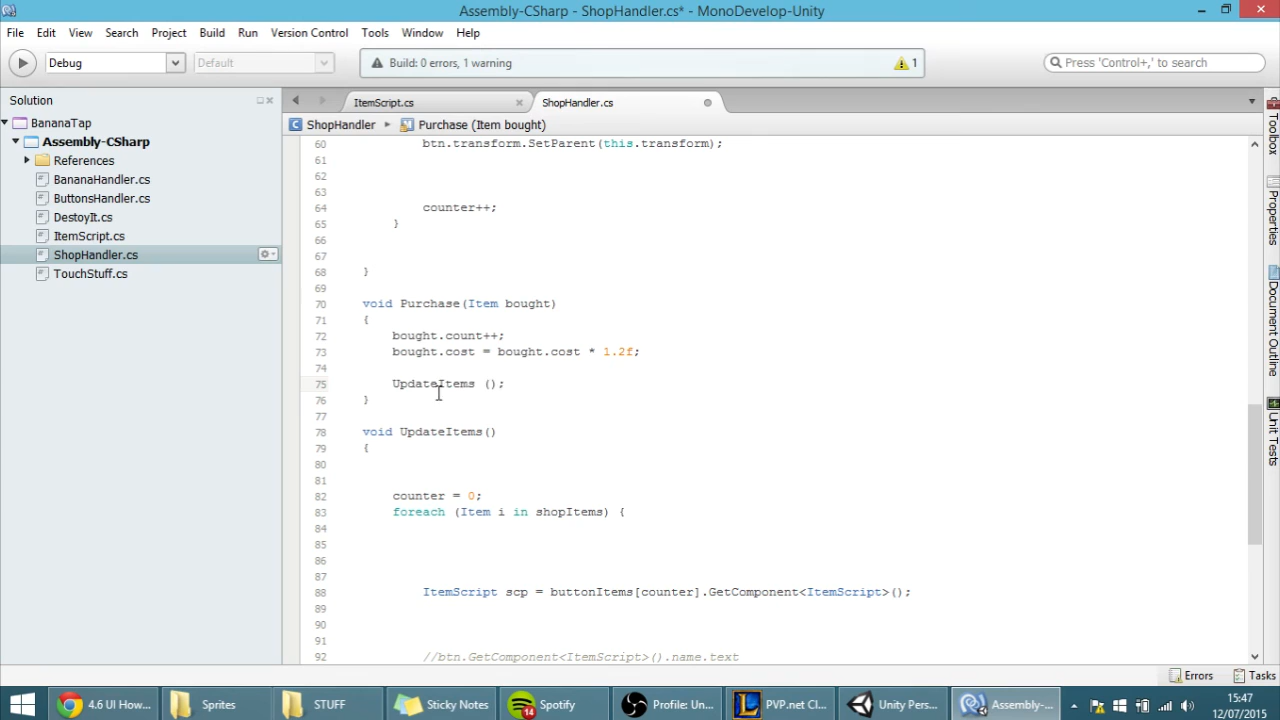 Assembly-CSharp - ShopHandler.cs* - MonoDevelop-Unity
File Edit View Search Project Build Run Version Control Tools Window Help
Debug Default Build: 0 errors, 1 warning 1 Press 'Control+,' to search
Solution
ItemScript.cs ShopHandler.cs
BananaTap
Assembly-CSharp
References
BananaHandler.cs
ButtonsHandler.cs
DestoyIt.cs
ItemScript.cs
ShopHandler.cs
TouchStuff.cs
ShopHandler Purchase (Item bought)
60 btn.transform.SetParent(this.transform);
61
62
63
64 counter++;
65 }
66
67
68 }
69
70 void Purchase(Item bought)
71 {
72 bought.count++;
73 bought.cost = bought.cost * 1.2f;
74
75 UpdateItems ();
76 }
77
78 void UpdateItems()
79 {
80
81
82 counter = 0;
83 foreach (Item i in shopItems) {
84
85
86
87
88 ItemScript scp = buttonItems[counter].GetComponent<ItemScript>();
89
90
91
92 //btn.GetComponent<ItemScript>().name.text
Toolbox
Properties
Document Outline
Unit Tests
Errors Tasks
4.6 UI How... Sprites STUFF Sticky Notes 14 Spotify Profile: Un... PVP.net Cl... Unity Pers... Assembly-...
15:47
12/07/2015